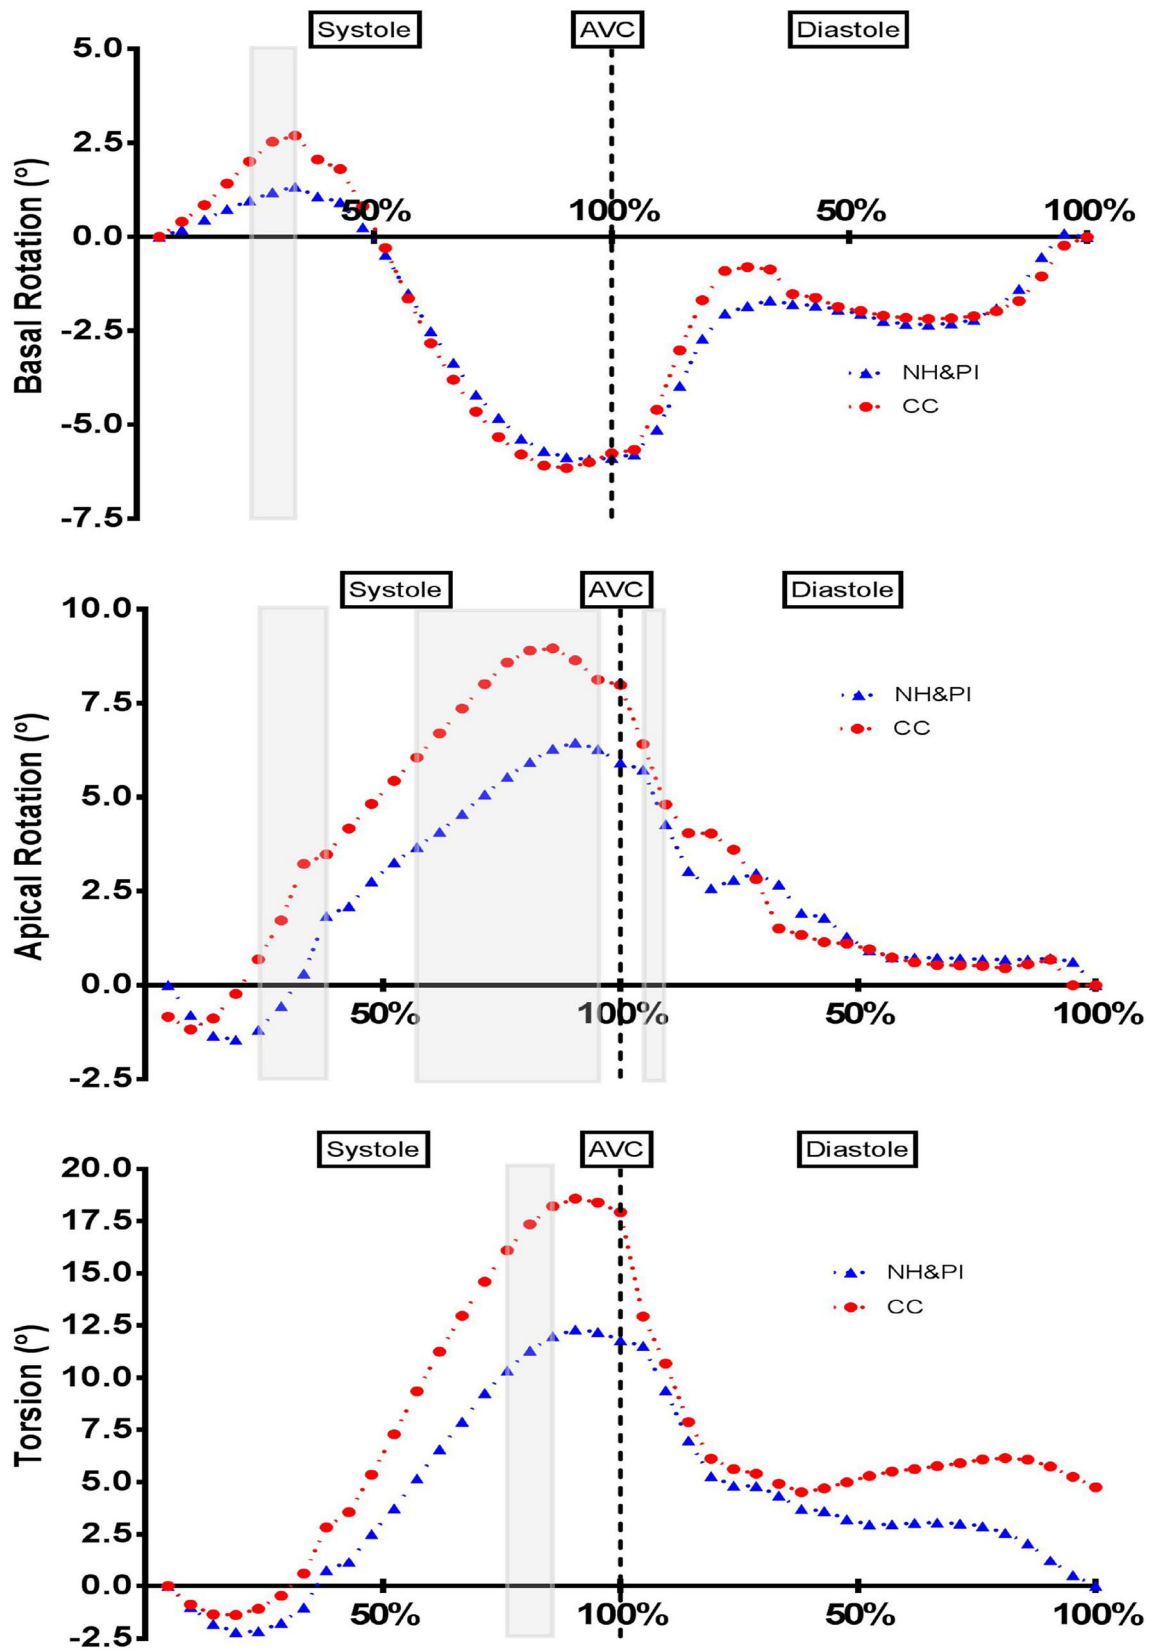 Systole AVC Diastole
5.0
2.5
50% 100% 50% 100%
0.0
-2.5
NH&PI
CC
-5.0
-7.5
Basal Rotation (º)
Systole AVC Diastole
10.0
7.5
NH&PI
CC
5.0
2.5
0.0
50% 100% 50% 100%
-2.5
Apical Rotation (º)
Systole AVC Diastole
20.0
17.5
15.0
NH&PI
CC
12.5
10.0
7.5
5.0
2.5
0.0
50% 100% 50% 100%
-2.5
Torsion (º)